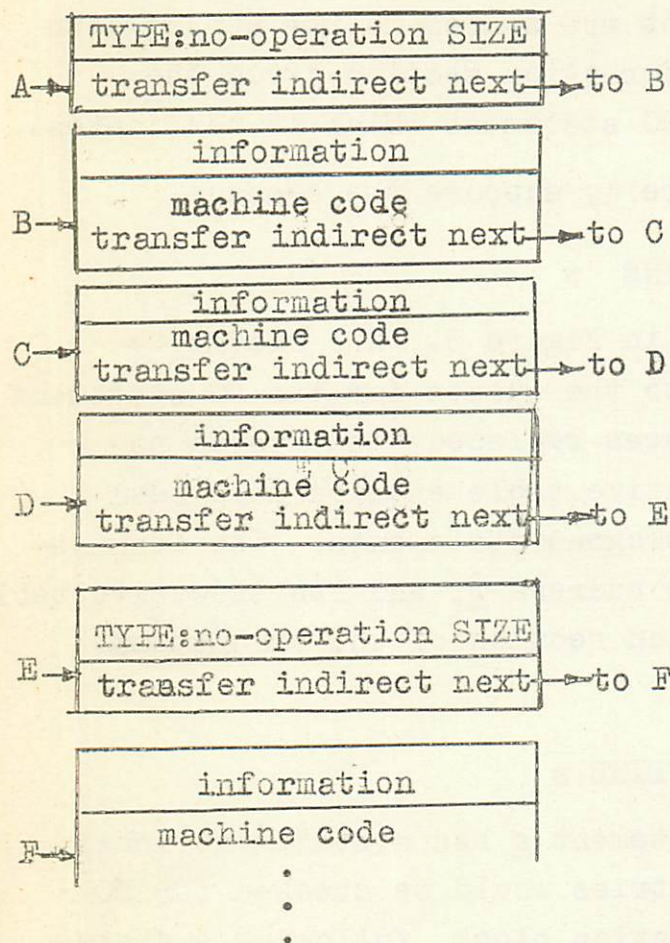 TYPE:no-operation SIZE
A transfer indirect next to B
information
machine code
B transfer indirect next to C
information
C machine code
transfer indirect next to D
information
machine code
D transfer indirect next to E
TYPE:no-operation SIZE
E transfer indirect next to F
information
machine code
F